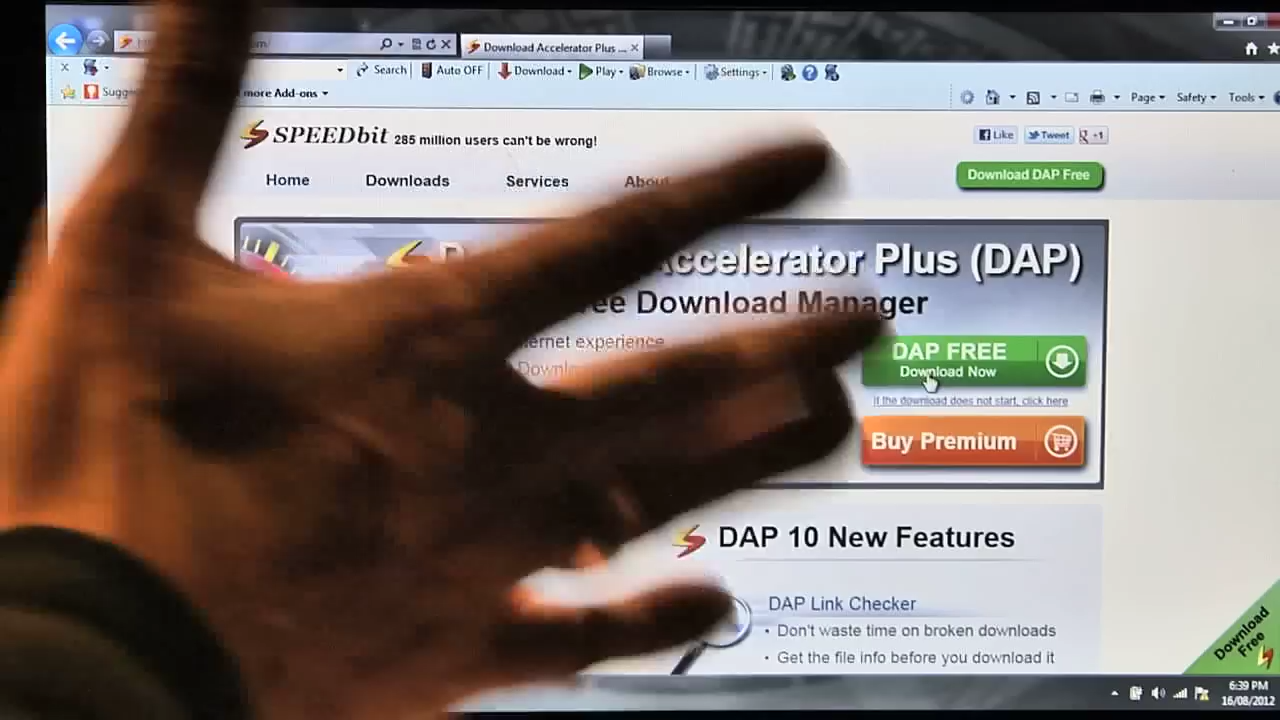 Download Accelerator Plus ...
Search Auto OFF Download Play Browse Settings
more Add-ons Page Safety Tools
SPEEDbit 285 million users can't be wrong! Like Tweet +1
Home Downloads Services About Download DAP Free
Plus (DAP)
Download Manager
experience
DAP FREE
Download Now
If the download does not start, click here
Buy Premium
DAP 10 New Features
DAP Link Checker
• Don't waste time on broken downloads
• Get the file info before you download it
Download
Free
6:39 PM
16/08/2012